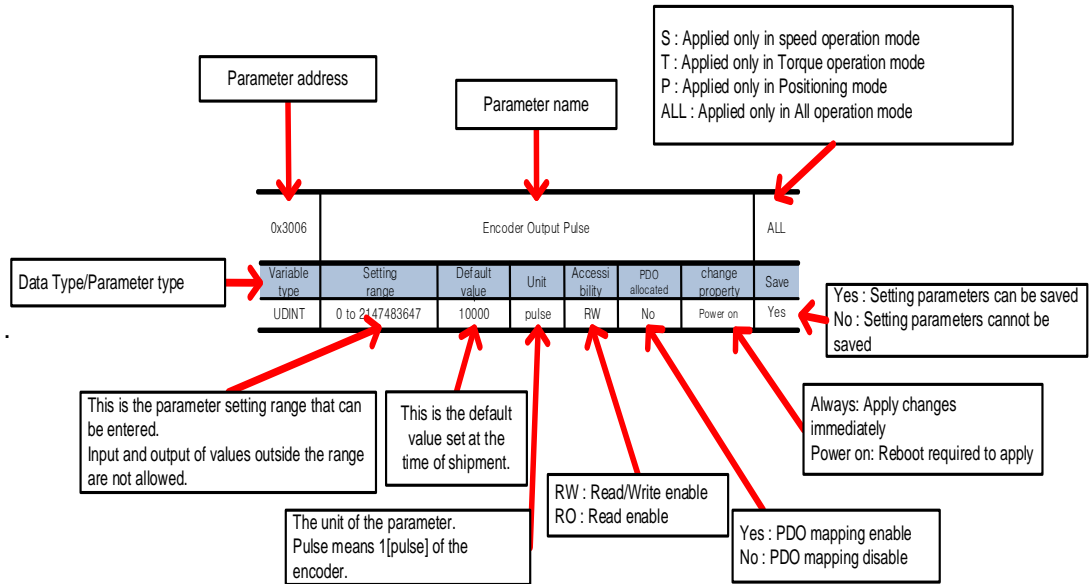 S : Applied only in speed operation mode
T : Applied only in Torque operation mode
P : Applied only in Positioning mode
ALL : Applied only in All operation mode
Parameter address
Parameter name
0x3006 Encoder Output Pulse ALL
Data Type/Parameter type
Variable type Setting range Default value Unit Accessi bility PDO allocated change property Save
UDINT 0 to 2147483647 10000 pulse RW No Power on Yes
Yes : Setting parameters can be saved
No : Setting parameters cannot be
saved
.
This is the parameter setting range that can
be entered.
Input and output of values outside the range
are not allowed.
This is the default
value set at the
time of shipment.
Always: Apply changes
immediately
Power on: Reboot required to apply
RW : Read/Write enable
RO : Read enable
The unit of the parameter.
Pulse means 1[pulse] of the
encoder.
Yes : PDO mapping enable
No : PDO mapping disable